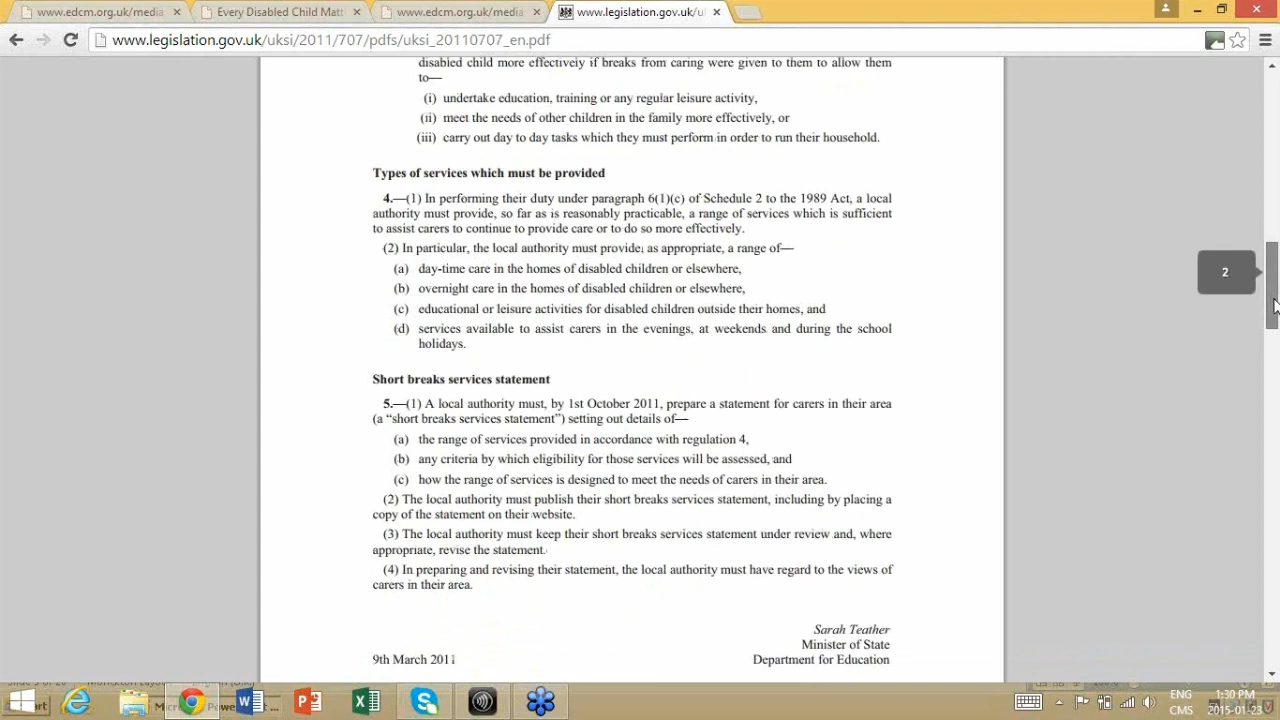 www.edcm.org.uk/media
Every Disabled Child Matt
www.edcm.org.uk/media
www.legislation.gov.uk/u
www.legislation.gov.uk/uksi/2011/707/pdfs/uksi_20110707_en.pdf
disabled child more effectively if breaks from caring were given to them to allow them
to—
(i) undertake education, training or any regular leisure activity,
(ii) meet the needs of other children in the family more effectively, or
(iii) carry out day to day tasks which they must perform in order to run their household.
Types of services which must be provided
4.—(1) In performing their duty under paragraph 6(1)(c) of Schedule 2 to the 1989 Act, a local
authority must provide, so far as is reasonably practicable, a range of services which is sufficient
to assist carers to continue to provide care or to do so more effectively.
(2) In particular, the local authority must provide, as appropriate, a range of—
(a) day-time care in the homes of disabled children or elsewhere,
(b) overnight care in the homes of disabled children or elsewhere,
(c) educational or leisure activities for disabled children outside their homes, and
(d) services available to assist carers in the evenings, at weekends and during the school
holidays.
2
Short breaks services statement
5.—(1) A local authority must, by 1st October 2011, prepare a statement for carers in their area
(a “short breaks services statement”) setting out details of—
(a) the range of services provided in accordance with regulation 4,
(b) any criteria by which eligibility for those services will be assessed, and
(c) how the range of services is designed to meet the needs of carers in their area.
(2) The local authority must publish their short breaks services statement, including by placing a
copy of the statement on their website.
(3) The local authority must keep their short breaks services statement under review and, where
appropriate, revise the statement.
(4) In preparing and revising their statement, the local authority must have regard to the views of
carers in their area.
Sarah Teather
Minister of State
9th March 2011 Department for Education
ENG 1:30 PM
CMS 2015-01-23